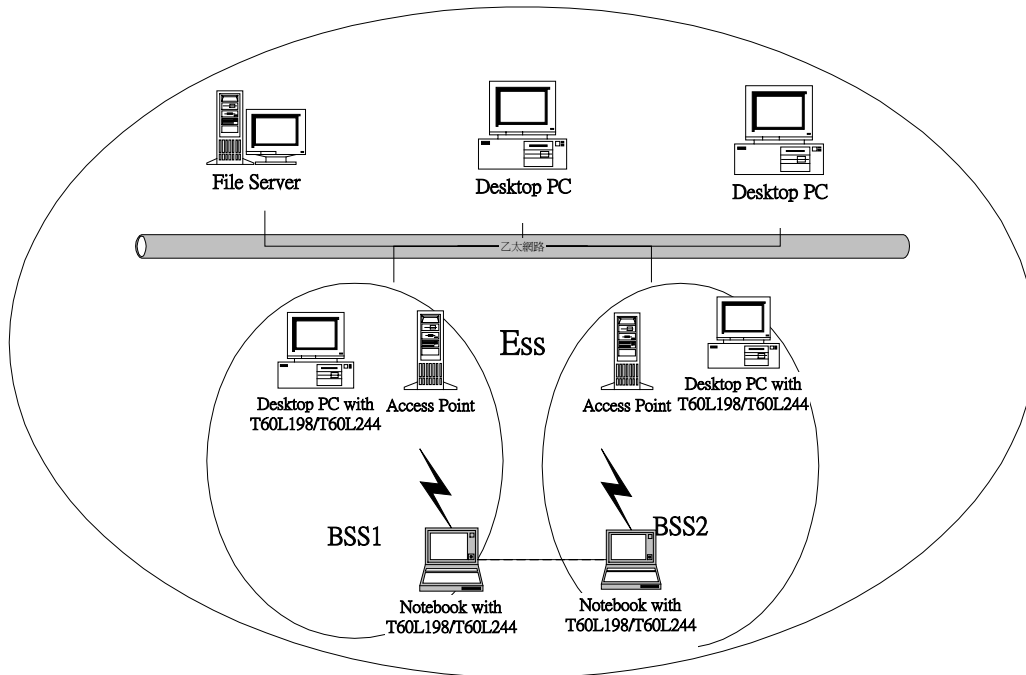 File Server
Desktop PC
Desktop PC
乙太網路
Ess
Desktop PC with
T60L198/T60L244
Access Point
Access Point
Desktop PC with
T60L198/T60L244
BSS1
BSS2
Notebook with
T60L198/T60L244
Notebook with
T60L198/T60L244